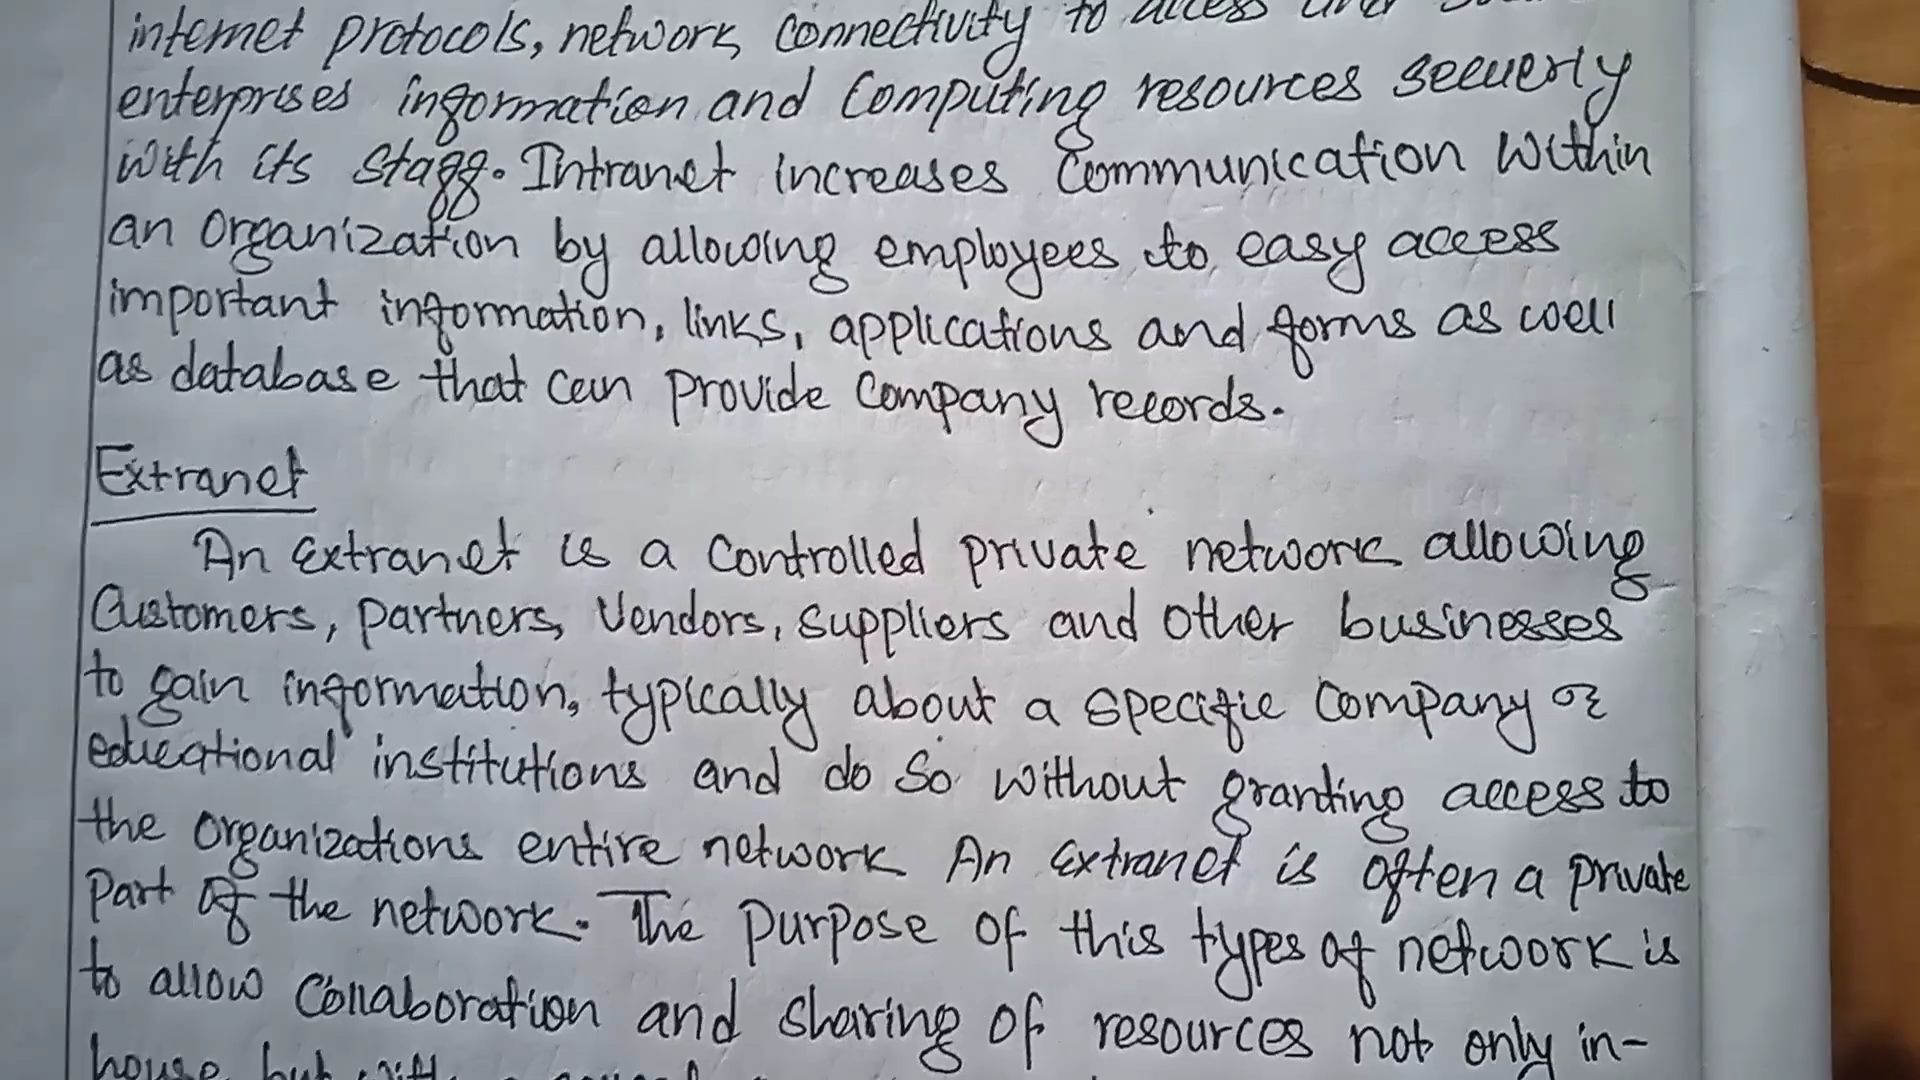 internet protocols, network connectivity to access and
enterprises information and Computing resources secuerly
with its staff. Intranet increases Communication within
an organization by allowing employees to easy access
important information, links, applications and forms as well
as database that can provide Company records.
Extranet
An Extranet is a controlled private network allowing
Customers, partners, Vendors, suppliers and other businesses
to gain information, typically about a specific Company or
educational institutions and do so without granting access to
the organizations entire network An Extranet is often a private
part of the network. The purpose of this types of network is
to allow Collaboration and sharing of resources not only in-
house but with